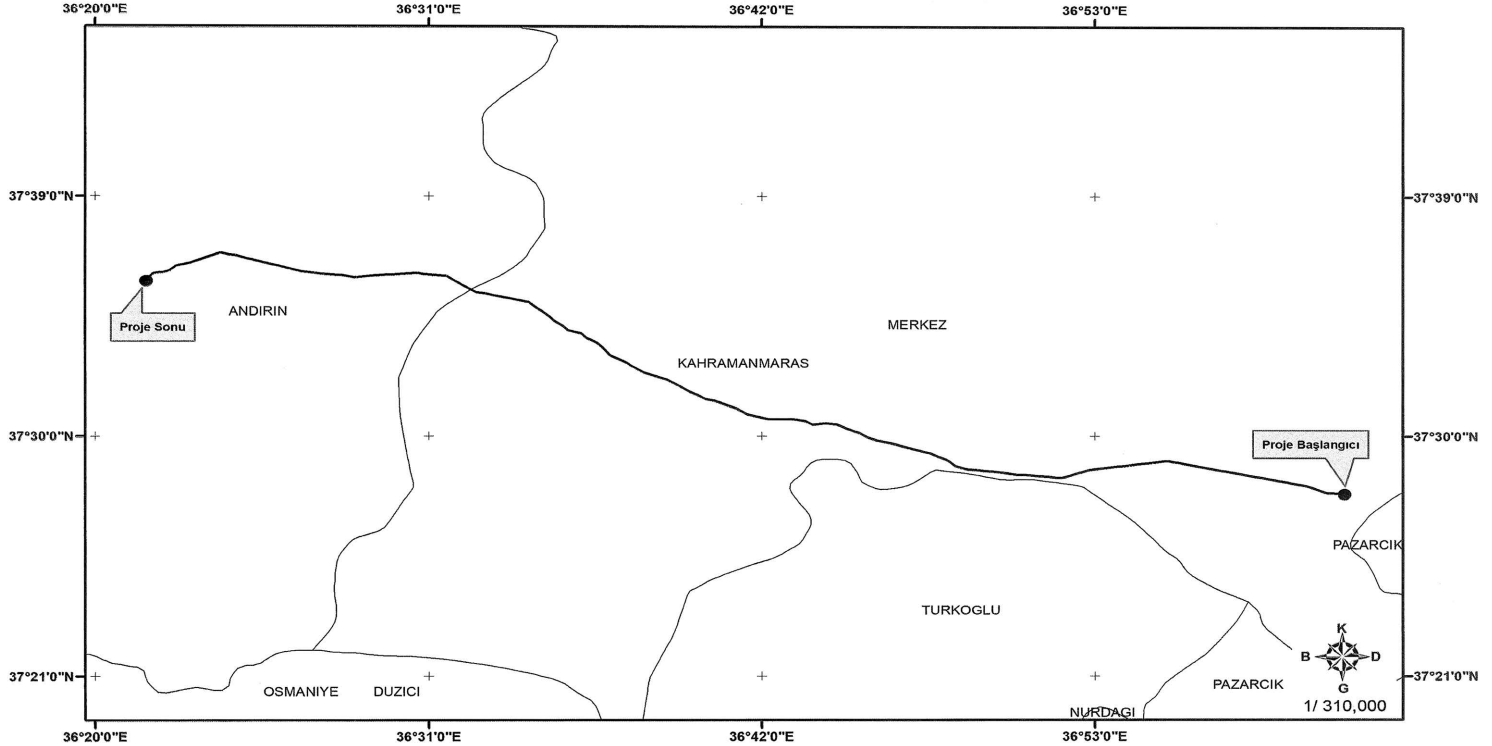 36°20'0"E 36°31'0"E 36°42'0"E 36°53'0"E
37°39'0"N 37°39'0"N
ANDIRIN
Proje Sonu
MERKEZ
KAHRAMANMARAS
37°30'0"N 37°30'0"N
Proje Başlangıcı
PAZARCIK
TURKOGLU
K
B D
G
37°21'0"N 37°21'0"N
OSMANIYE DUZICI
PAZARCIK
NURDAGI
1/ 310,000
36°20'0"E 36°31'0"E 36°42'0"E 36°53'0"E